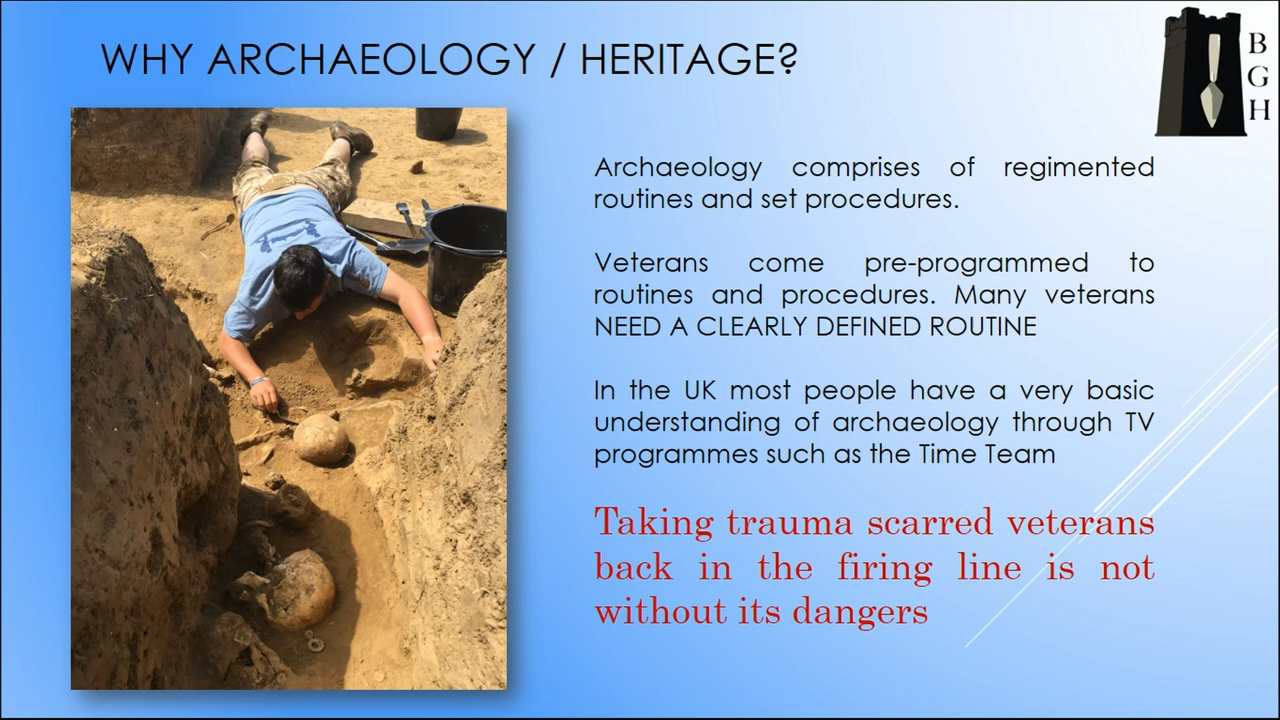 WHY ARCHAEOLOGY / HERITAGE?
B
G
H
Archaeology comprises of regimented
routines and set procedures.
Veterans come pre-programmed to
routines and procedures. Many veterans
NEED A CLEARLY DEFINED ROUTINE
In the UK most people have a very basic
understanding of archaeology through TV
programmes such as the Time Team
Taking trauma scarred veterans
back in the firing line is not
without its dangers